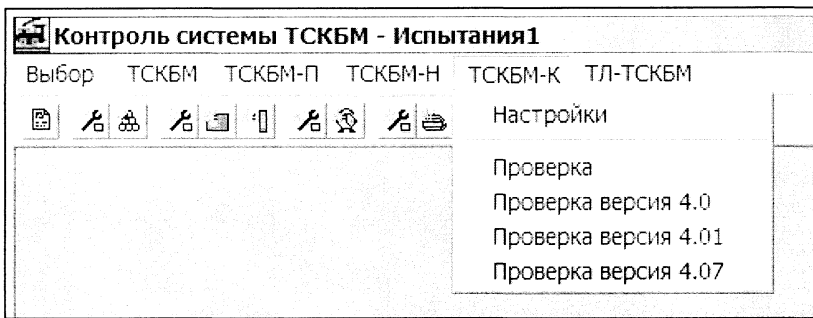 Контроль системы ТСКБМ - Испытания1
Выбор ТСКБМ ТСКБМ-П ТСКБМ-Н ТСКБМ-К ТЛ-ТСКБМ
Настройки
Проверка
Проверка версия 4.0
Проверка версия 4.01
Проверка версия 4.07